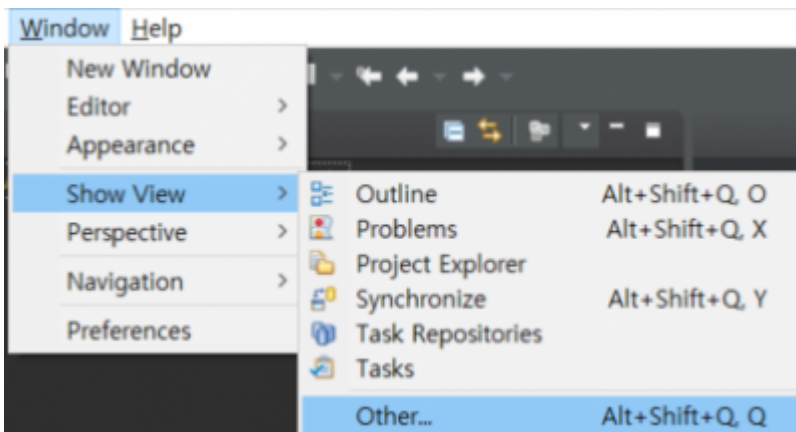 Window Help
New Window
Editor
Appearance
Show View
Perspective
Navigation
Preferences
Outline Alt+Shift+Q, O
Problems Alt+Shift+Q, X
Project Explorer
Synchronize Alt+Shift+Q, Y
Task Repositories
Tasks
Other... Alt+Shift+Q, Q